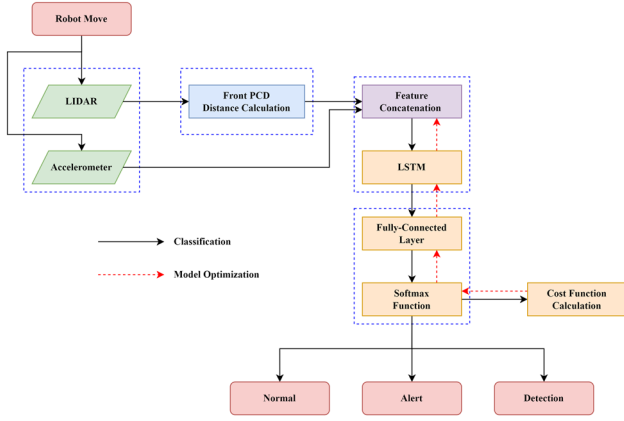 Robot Move
LIDAR
Front PCD
Distance Calculation
Feature
Concatenation
Accelerometer
LSTM
Fully-Connected
Layer
Classification
Model Optimization
Softmax
Function
Cost Function
Calculation
Normal
Alert
Detection